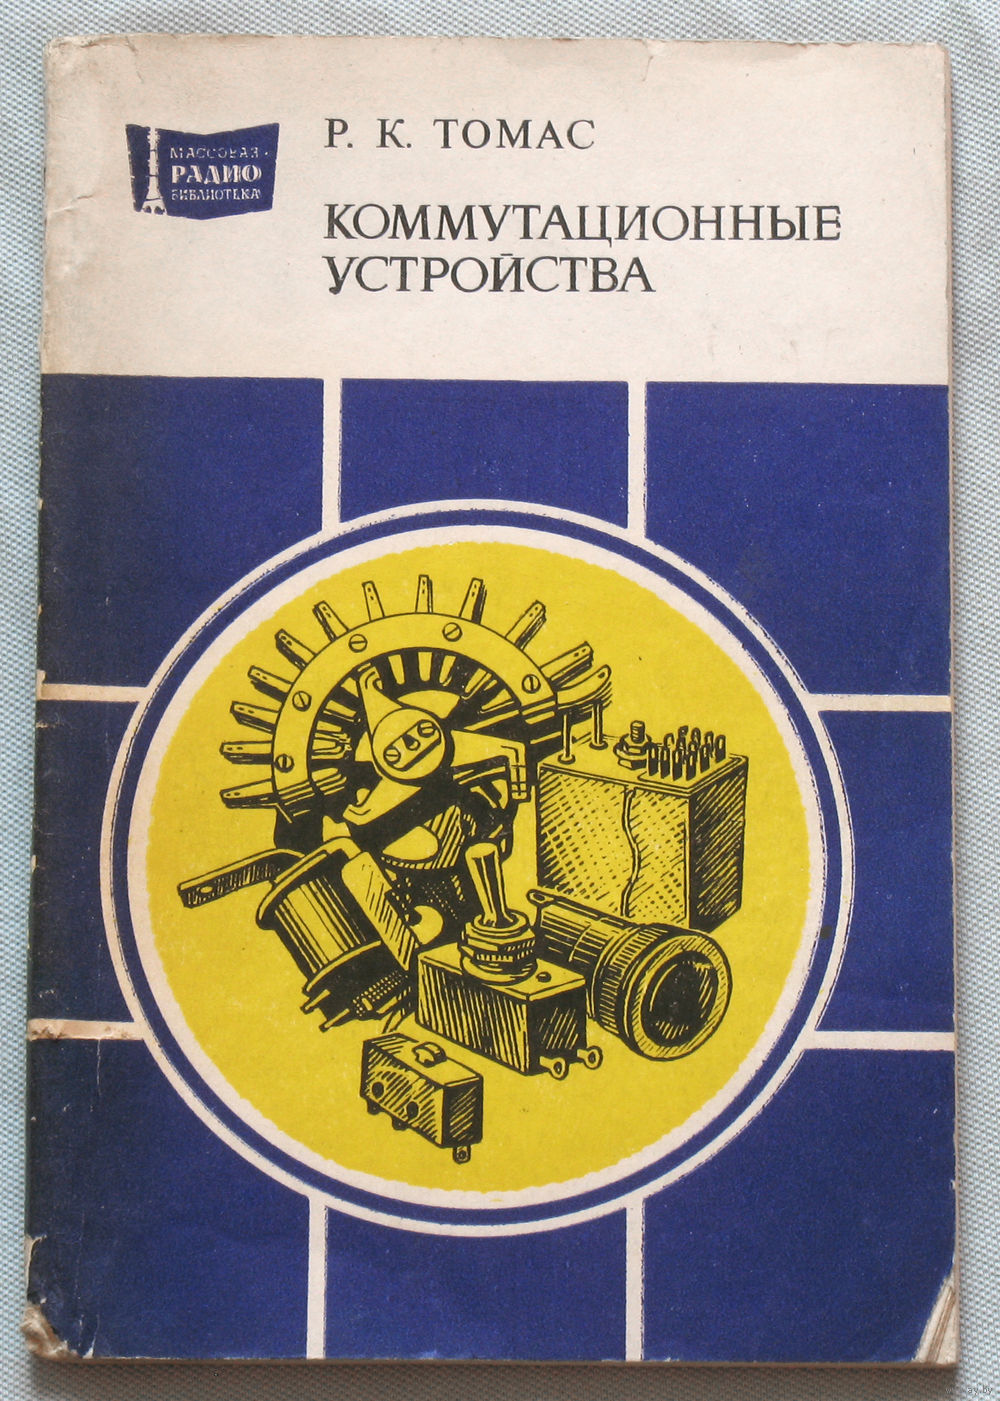 МАССОВАЯ
РАДИО
БИБЛИОТЕКА
Р. К. ТОМАС
КОММУТАЦИОННЫЕ
УСТРОЙСТВА